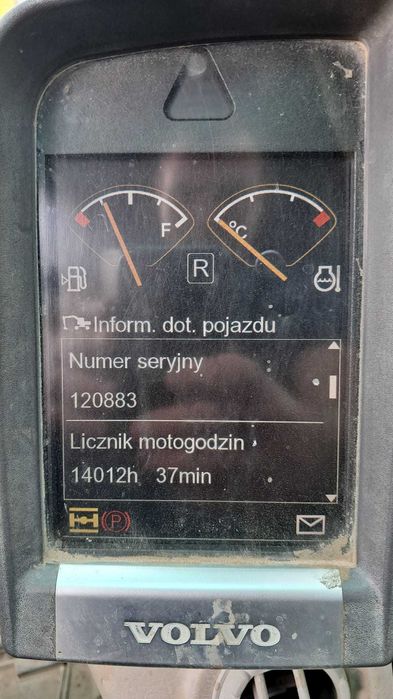 F
°C
R
Inform. dot. pojazdu
Numer seryjny
120883
Licznik motogodzin
14012h 37min
(P)
VOLVO